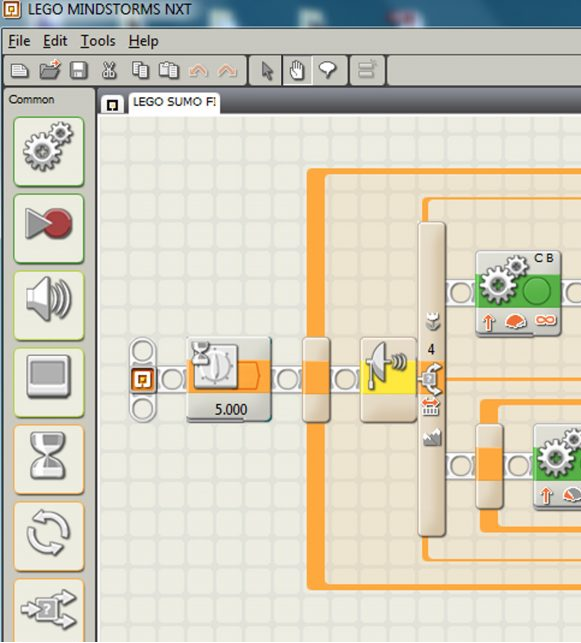 LEGO MINDSTORMS NXT
File Edit Tools Help
Common
LEGO SUMO FI
C B
4
5.000